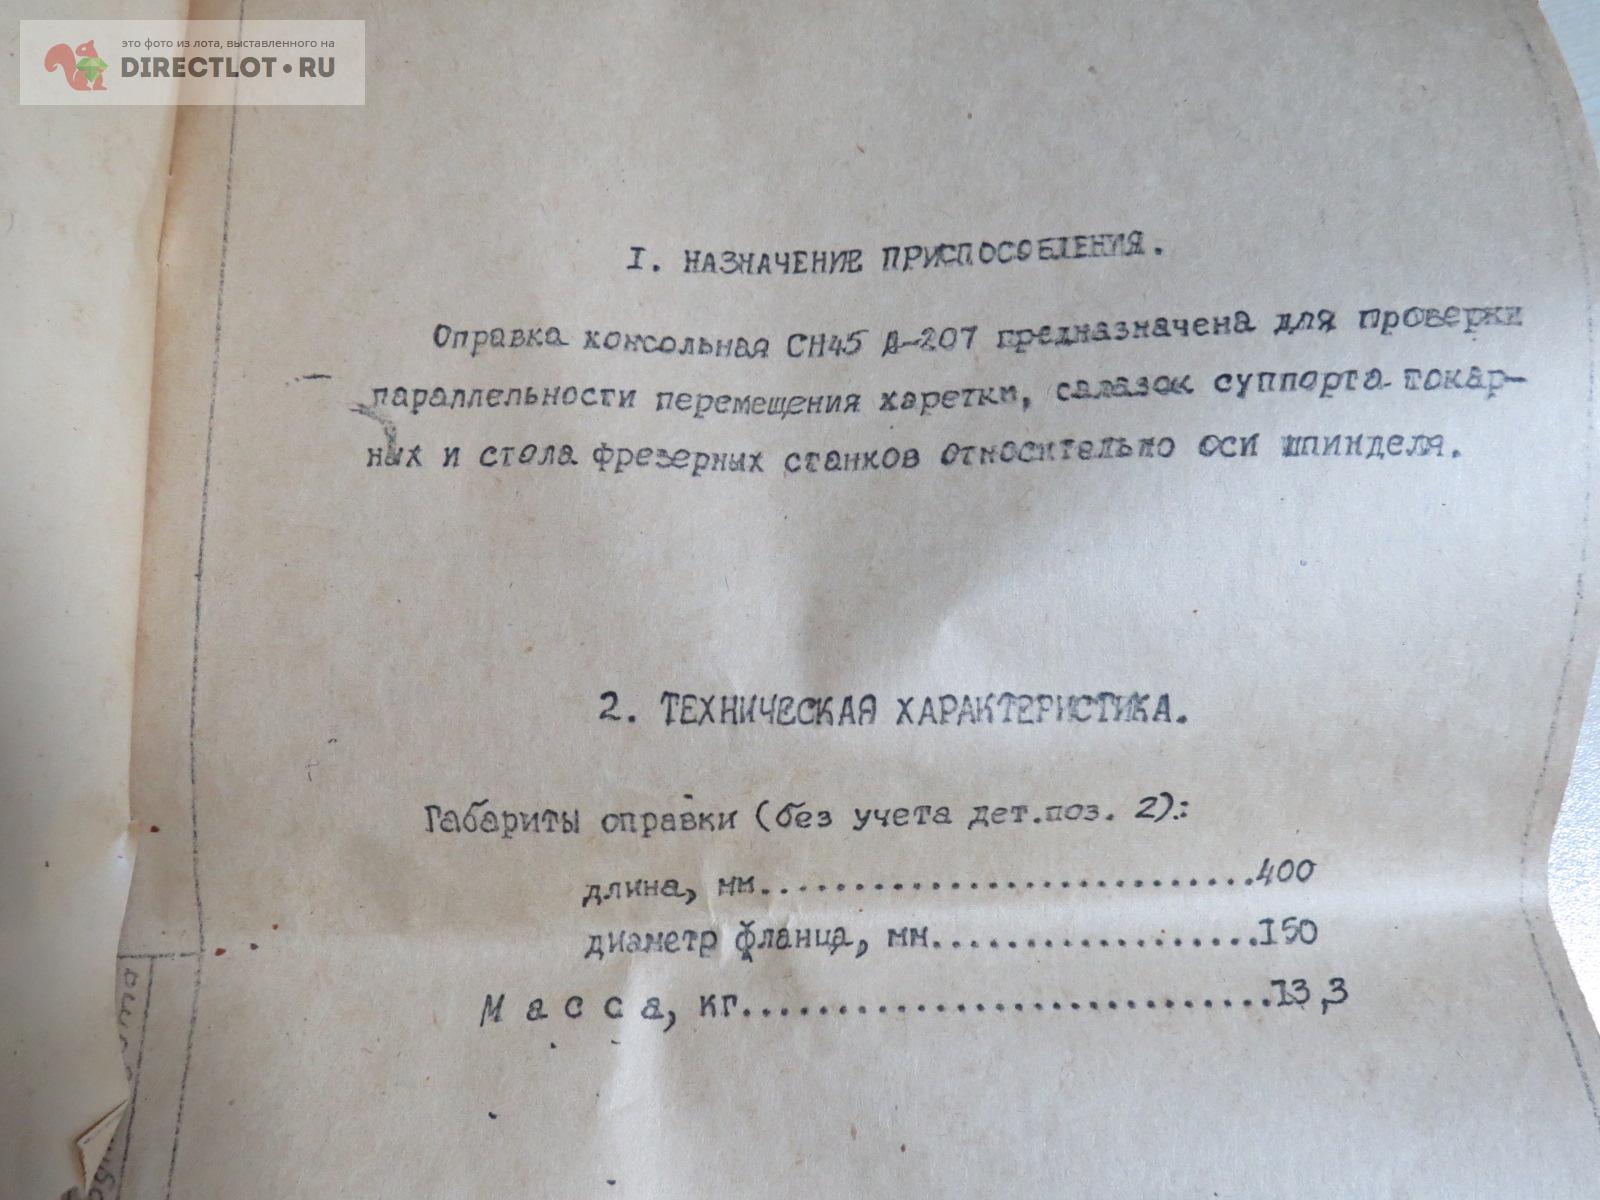 это фото из лота, выставленного на
DIRECTLOT•RU
I. НАЗНАЧЕНИЕ ПРИСПОСОБЛЕНИЯ.
Оправка консольная СН45 Д-207 предназначена для проверки
параллельности перемещения каретки, салазок суппорта токар-
ных и стола фрезерных станков относительно оси шпинделя.
2. ТЕХНИЧЕСКАЯ ХАРАКТЕРИСТИКА.
Габариты оправки (без учета дет.поз. 2):
длина, мм............................400
диаметр фланца, мм...................150
М а с с а, кг..............................13,3